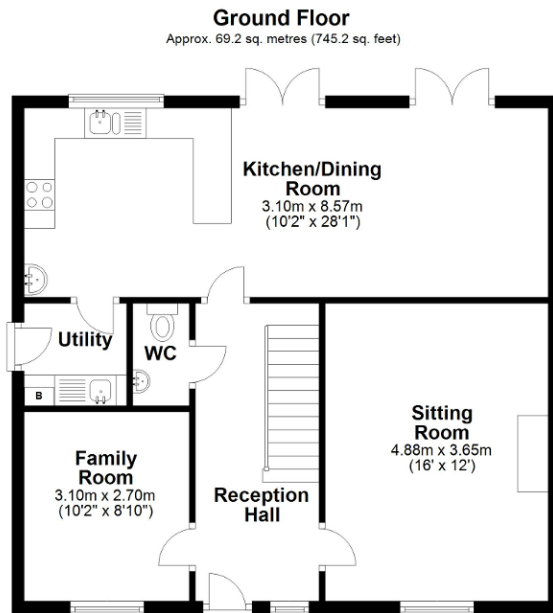 Ground Floor
Approx. 69.2 sq. metres (745.2 sq. feet)
Kitchen/Dining
Room
3.10m x 8.57m
(10'2" x 28'1")
Utility
WC
B
Sitting
Room
4.88m x 3.65m
(16' x 12')
Family
Room
3.10m x 2.70m
(10'2" x 8'10")
Reception
Hall